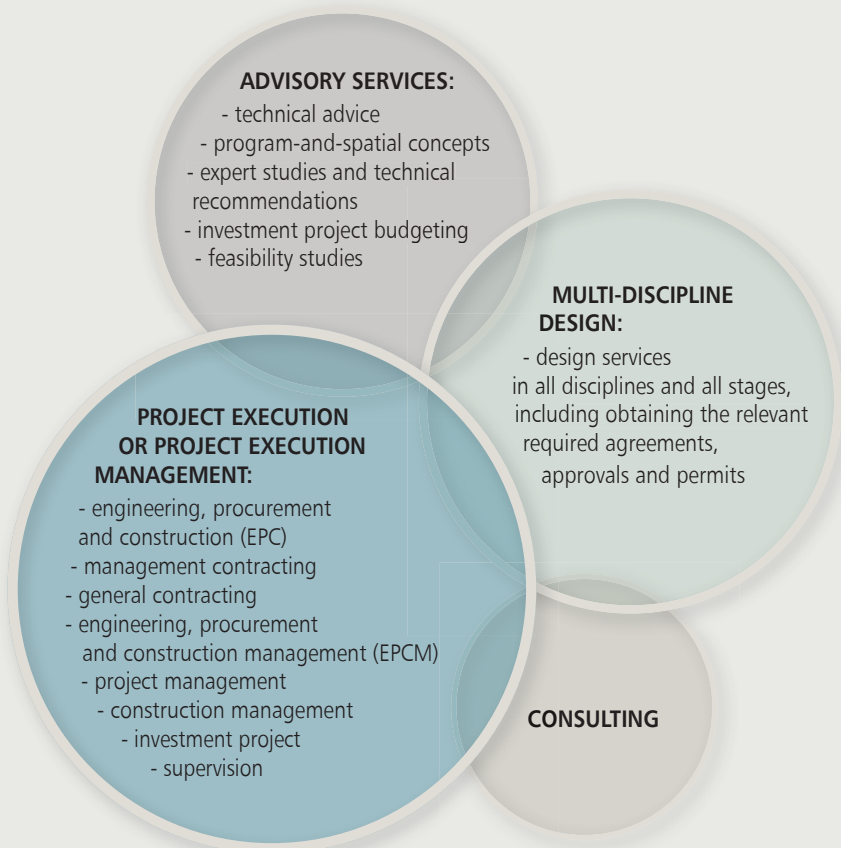 ADVISORY SERVICES:
- technical advice
- program-and-spatial concepts
- expert studies and technical
recommendations
- investment project budgeting
- feasibility studies
MULTI-DISCIPLINE
DESIGN:
- design services
in all disciplines and all stages,
including obtaining the relevant
required agreements,
approvals and permits
PROJECT EXECUTION
OR PROJECT EXECUTION
MANAGEMENT:
- engineering, procurement
and construction (EPC)
- management contracting
- general contracting
- engineering, procurement
and construction management (EPCM)
- project management
- construction management
- investment project
- supervision
CONSULTING